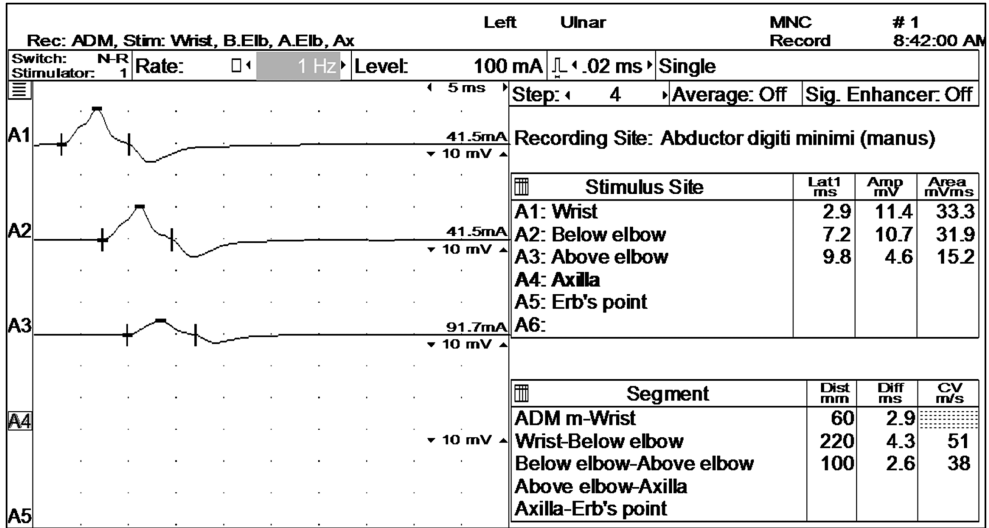 Left Ulnar MNC # 1
Rec: ADM, Stim: Wrist, B.Elb, A.Elb, Ax Record 8:42:00 AM
Switch: N-R
Stimulator: 1
Rate: 1 Hz Level: 100 mA .02 ms Single
5 ms Step: 4 Average: Off Sig. Enhancer: Off
A1 41.5mA
10 mV
A2 41.5mA
10 mV
A3 91.7mA
10 mV
A4
10 mV
A5
Recording Site: Abductor digiti minimi (manus)
Stimulus Site Lat1 ms Amp mV Area mVms
A1: Wrist 2.9 11.4 33.3
A2: Below elbow 7.2 10.7 31.9
A3: Above elbow 9.8 4.6 15.2
A4: Axilla
A5: Erb's point
A6:
Segment Dist mm Diff ms CV m/s
ADM m-Wrist 60 2.9
Wrist-Below elbow 220 4.3 51
Below elbow-Above elbow 100 2.6 38
Above elbow-Axilla
Axilla-Erb's point